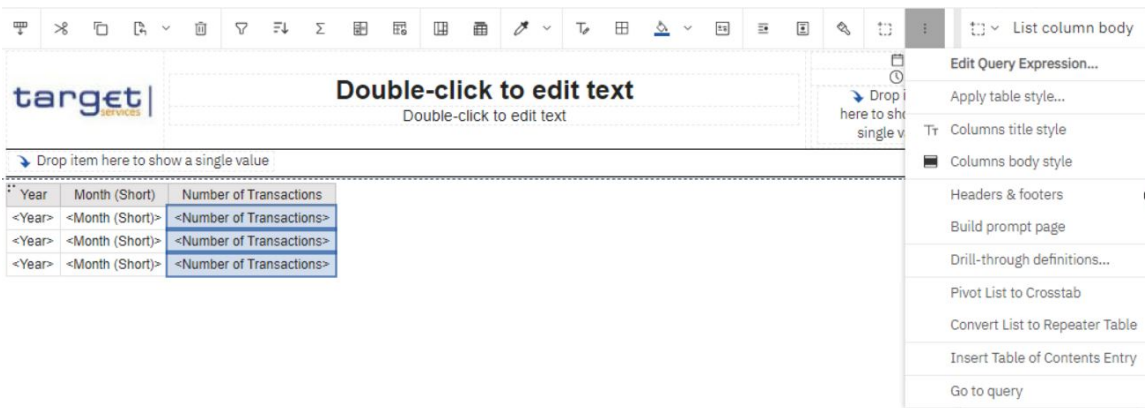 List column body
target|
services
Double-click to edit text
Double-click to edit text
Drop i
here to sho
single v
Drop item here to show a single value
Year Month (Short) Number of Transactions
<Year> <Month (Short)> <Number of Transactions>
<Year> <Month (Short)> <Number of Transactions>
<Year> <Month (Short)> <Number of Transactions>
Edit Query Expression...
Apply table style...
Columns title style
Columns body style
Headers & footers
Build prompt page
Drill-through definitions...
Pivot List to Crosstab
Convert List to Repeater Table
Insert Table of Contents Entry
Go to query